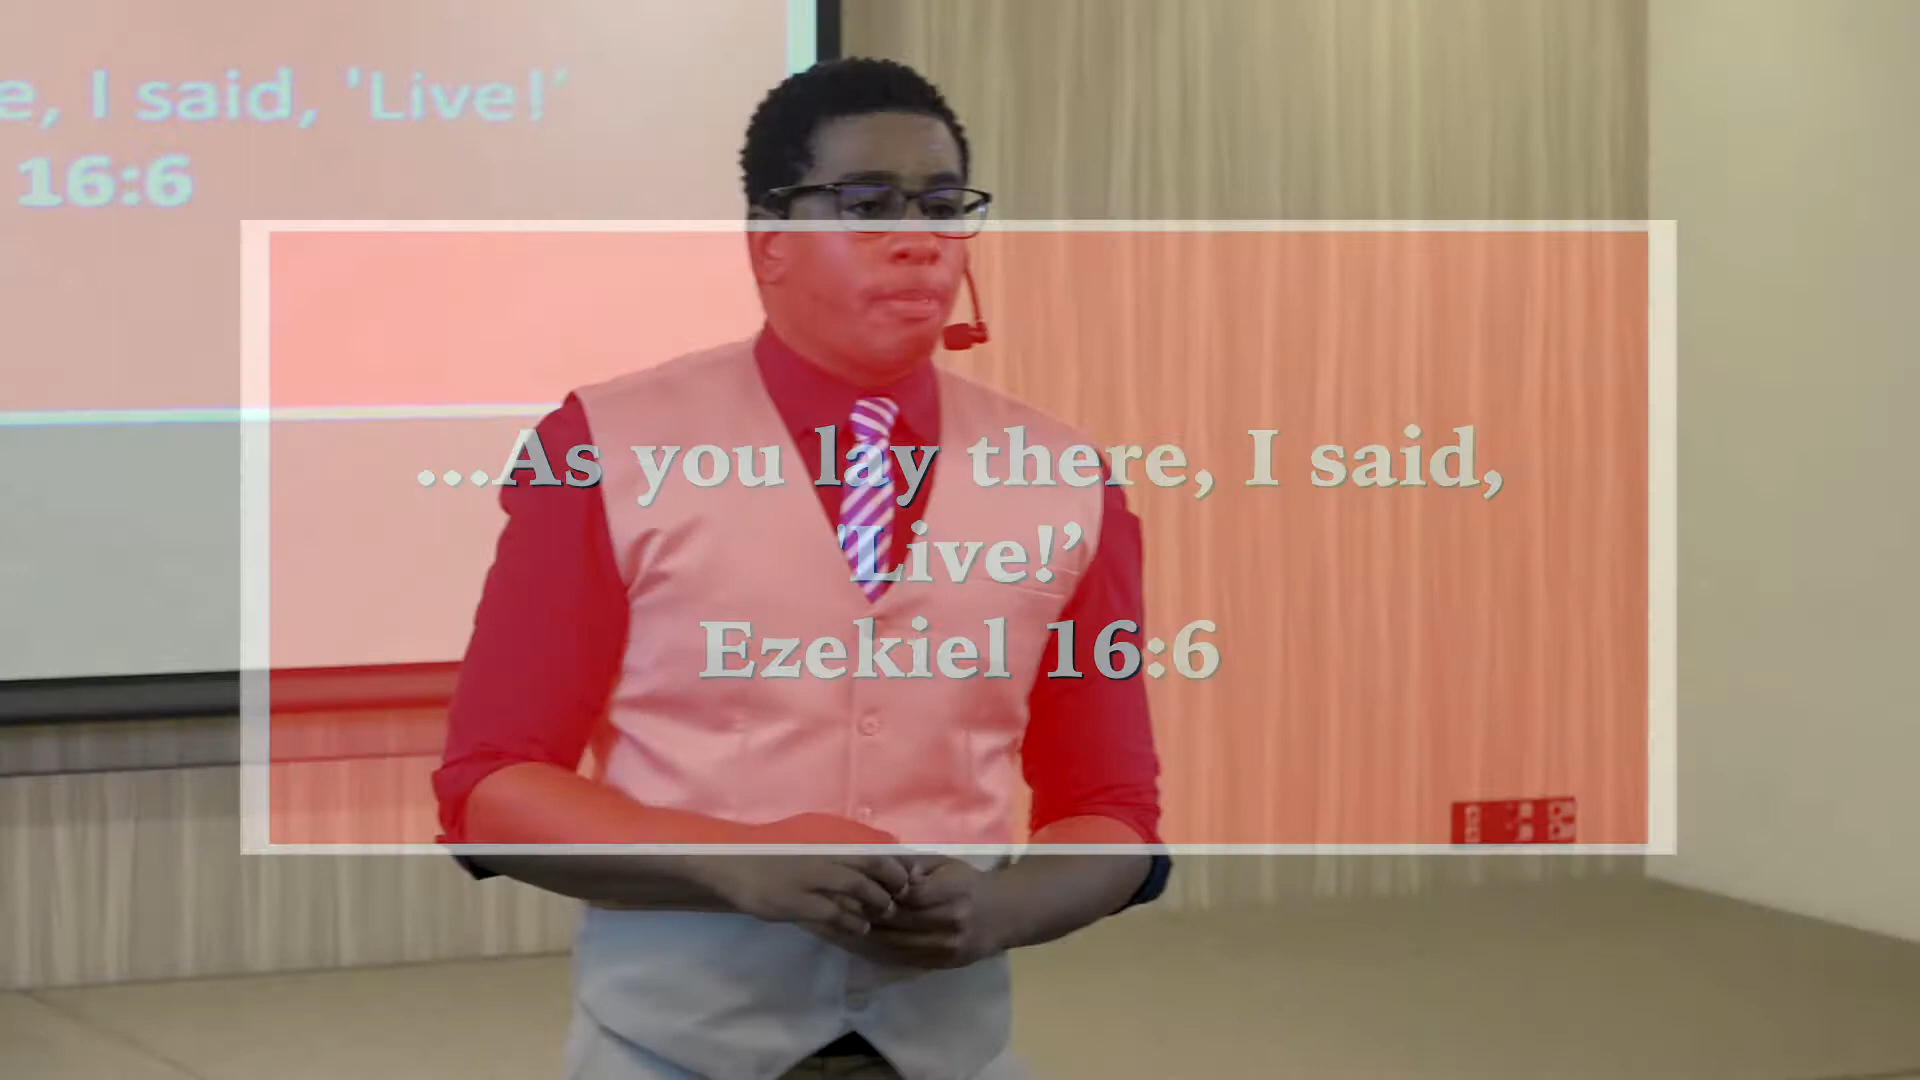 e, I said, 'Live!'
16:6
...As you lay there, I said,
'Live!’
Ezekiel 16:6